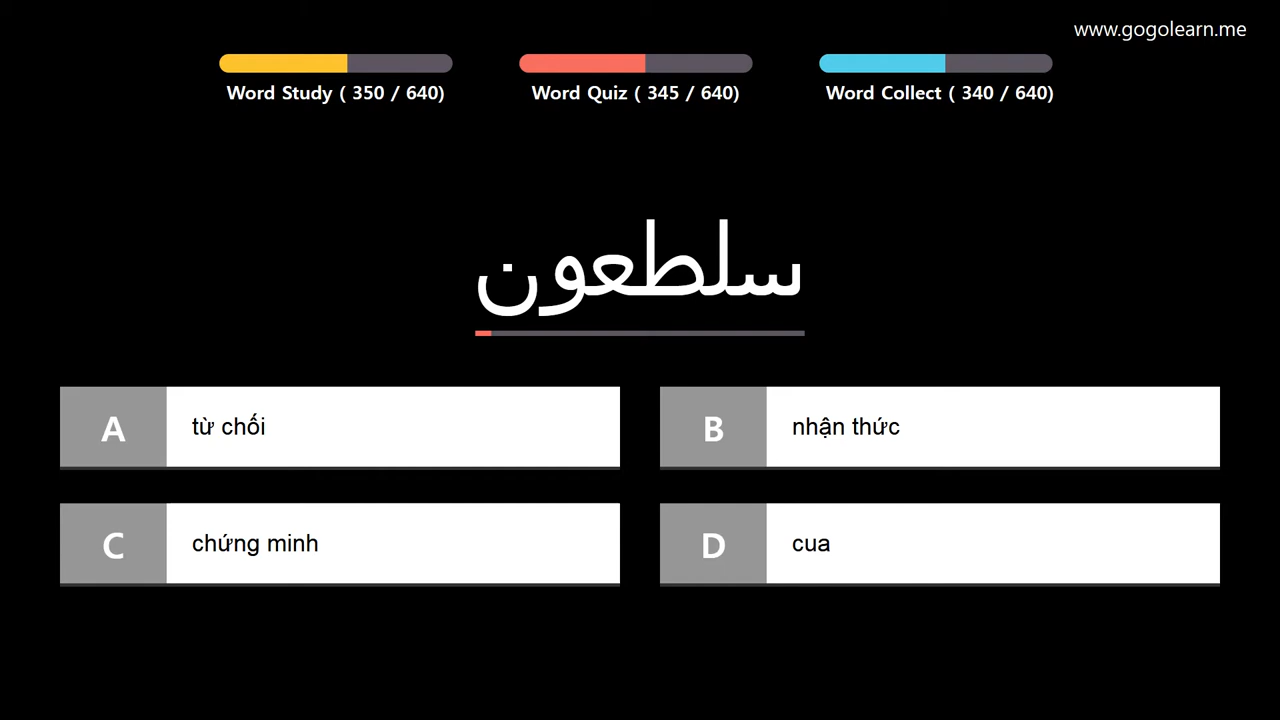 www.gogolearn.me
Word Study ( 350 / 640)
Word Quiz ( 345 / 640)
Word Collect ( 340 / 640)
سلطعون
A từ chối
B nhận thức
C chứng minh
D cua